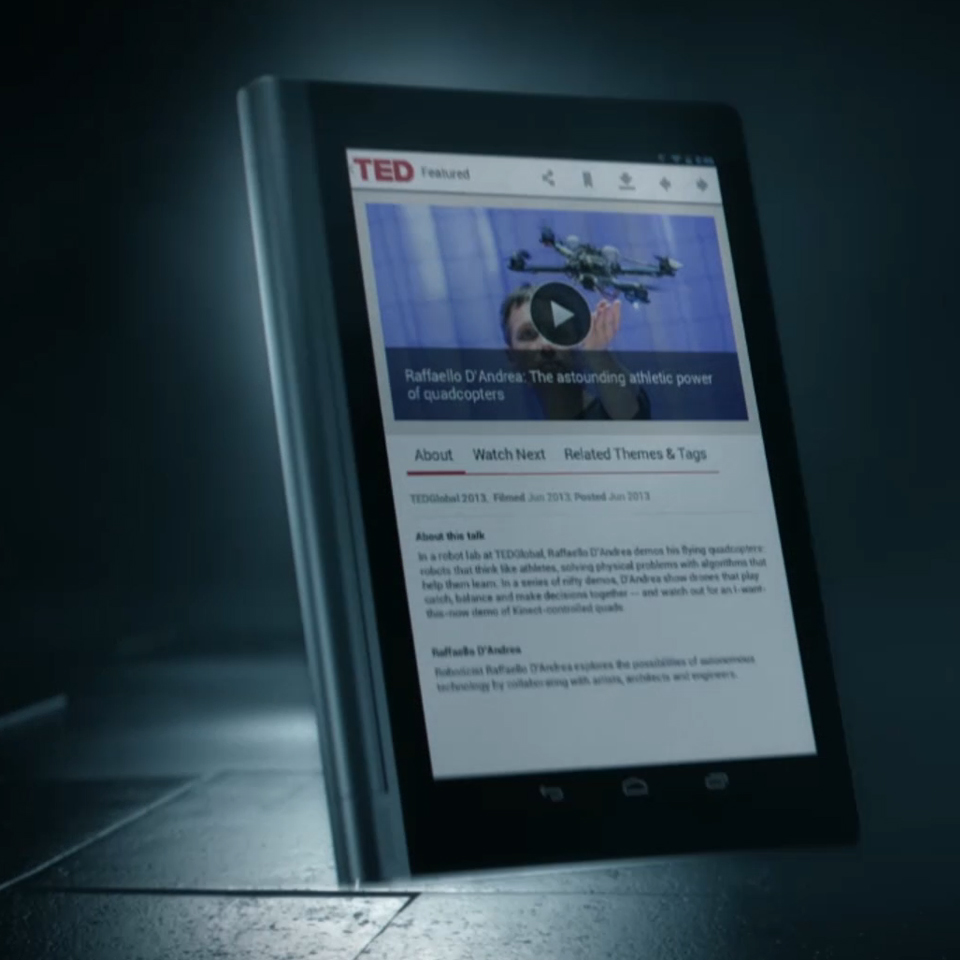 TED Featured
Raffaello D'Andrea: The astounding athletic power
of quadcopters
About Watch Next Related Themes & Tags
TEDGlobal 2013, Filmed Jun 2013, Posted Jun 2013
About this talk
In a robot lab at TEDGlobal, Raffaello D'Andrea demos his flying quadcopters:
robots that think like athletes, solving physical problems with algorithms that
help them learn. In a series of nifty demos, D'Andrea show drones that play
catch, balance and make decisions together -- and watch out for an I-want-
this-now demo of Kinect-controlled quads.
Raffaello D'Andrea
Roboticist Raffaello D'Andrea explores the possibilities of autonomous
technology by collaborating with artists, architects and engineers.